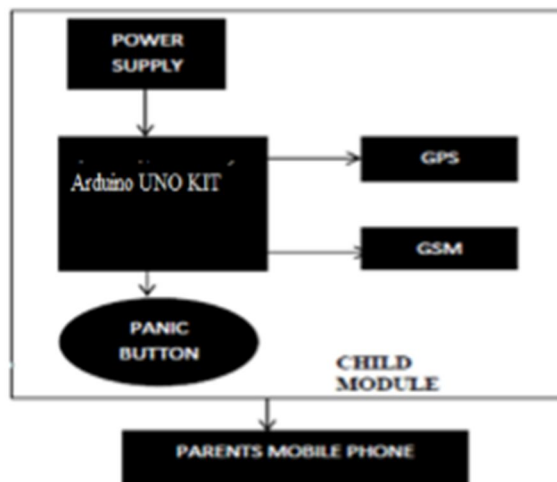 POWER
SUPPLY
Arduino UNO KIT
GPS
GSM
PANIC
BUTTON
CHILD
MODULE
PARENTS MOBILE PHONE